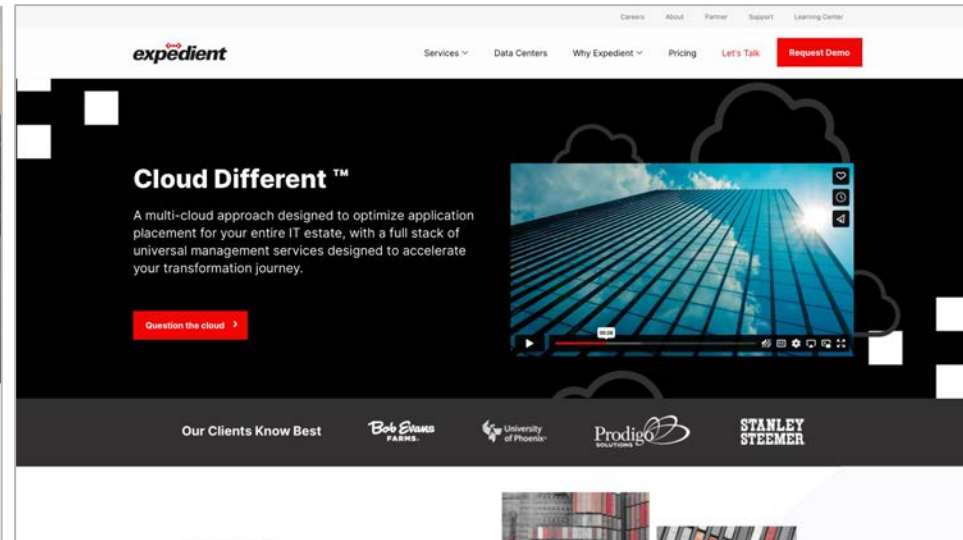 Careers About Partner Support Learning Center
expedient Services Data Centers Why Expedient Pricing Let's Talk Request Demo
Cloud Different ™
A multi-cloud approach designed to optimize application
placement for your entire IT estate, with a full stack of
universal management services designed to accelerate
your transformation journey.
Question the cloud
00:08
Our Clients Know Best
Bob Evans
FARMS.
University
of Phoenix
Prodigo
SOLUTIONS
STANLEY
STEEMER